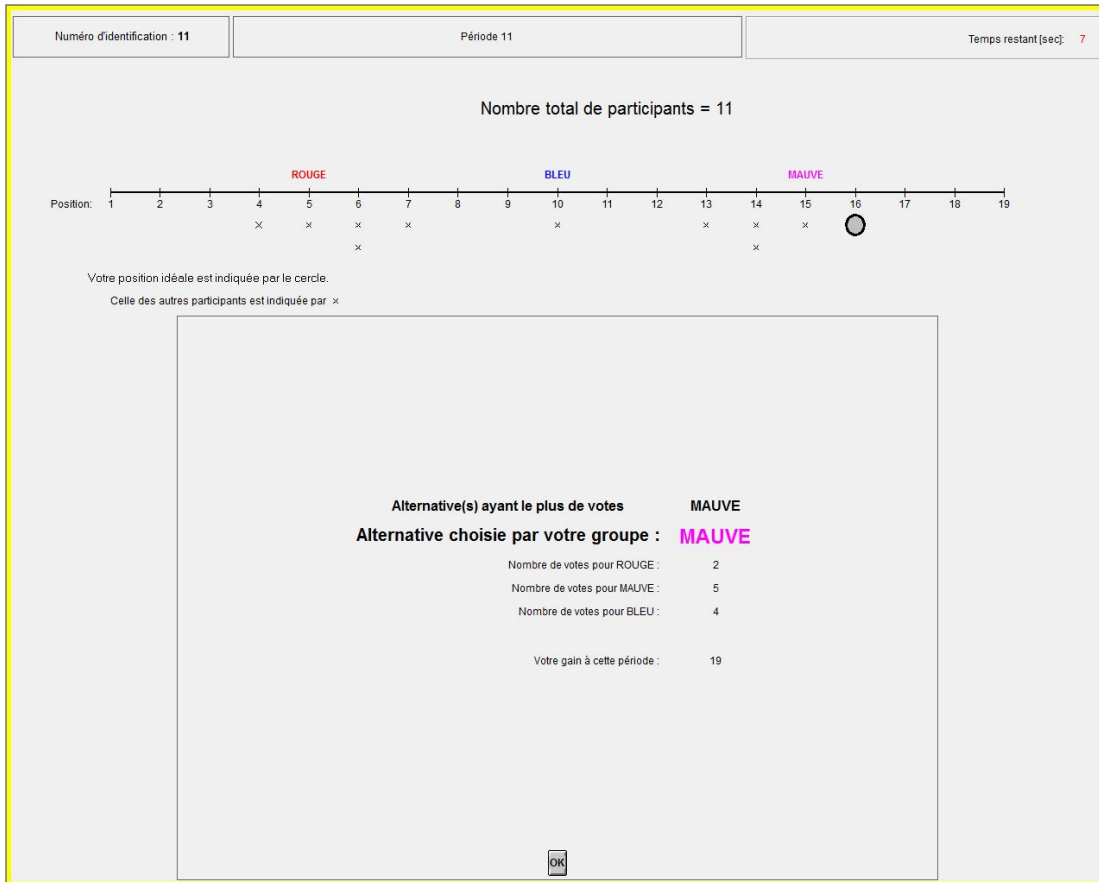 Numéro d'identification : 11
Période 11
Temps restant [sec]: 7
Nombre total de participants = 11
ROUGE BLEU MAUVE
Position: 1 2 3 4 5 6 7 8 9 10 11 12 13 14 15 16 17 18 19
Votre position idéale est indiquée par le cercle.
Celle des autres participants est indiquée par ×
Alternative(s) ayant le plus de votes MAUVE
Alternative choisie par votre groupe : MAUVE
Nombre de votes pour ROUGE : 2
Nombre de votes pour MAUVE : 5
Nombre de votes pour BLEU : 4
Votre gain à cette période : 19
OK